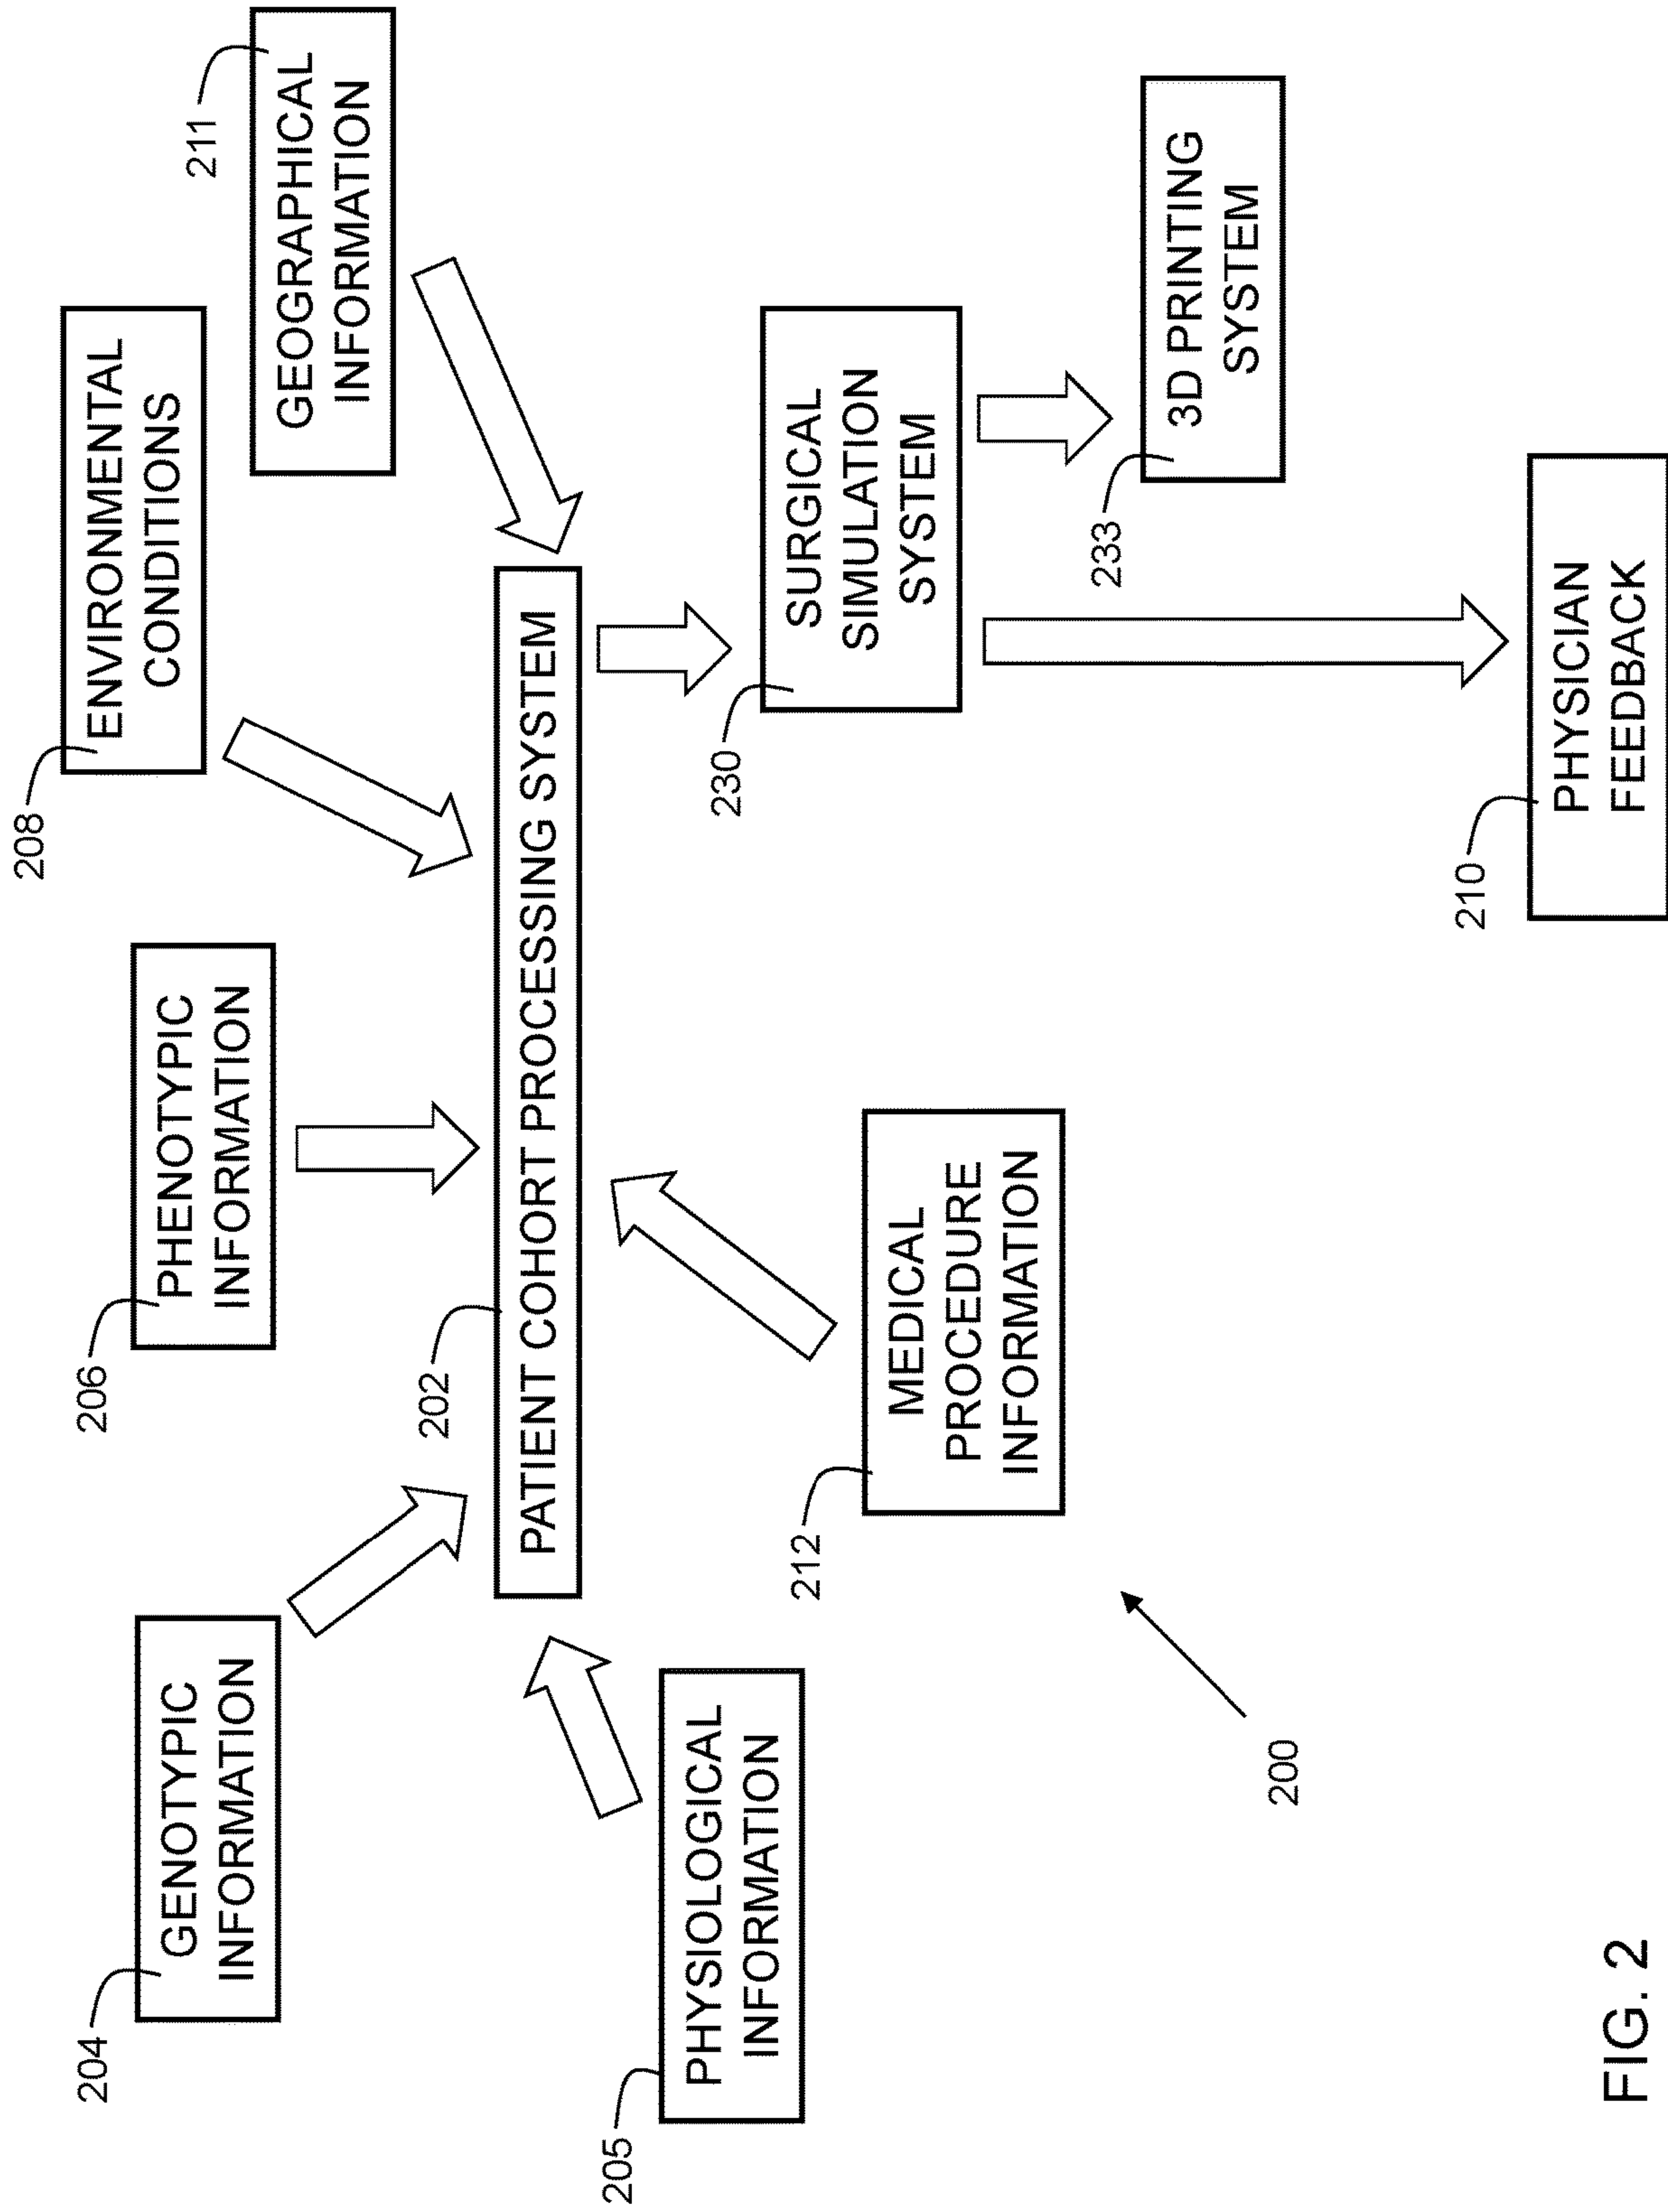 208
ENVIRONMENTAL
CONDITIONS
206
PHENOTYPIC
INFORMATION
211
GEOGRAPHICAL
INFORMATION
204
GENOTYPIC
INFORMATION
202
PATIENT COHORT PROCESSING SYSTEM
205
PHYSIOLOGICAL
INFORMATION
212
MEDICAL
PROCEDURE
INFORMATION
230
SURGICAL
SIMULATION
SYSTEM
233
3D PRINTING
SYSTEM
200
210
PHYSICIAN
FEEDBACK
FIG. 2